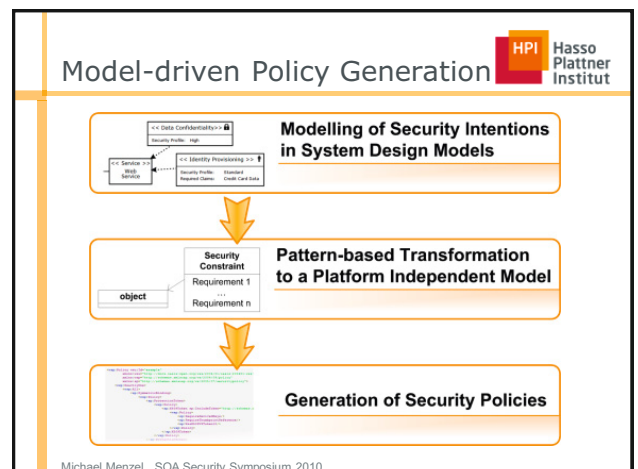 Model-driven Policy Generation
HPI
Hasso
Plattner
Institut
<< Data Confidentiality>>
Security Profile: High
<< Service >>
Web
Service
<< Identity Provisioning >>
Security Profile: Standard
Required Claims: Credit Card Data
Modelling of Security Intentions
in System Design Models
Security
Constraint
Requirement 1
...
Requirement n
object
Pattern-based Transformation
to a Platform Independent Model
Generation of Security Policies
Michael Menzel SOA Security Symposium 2010